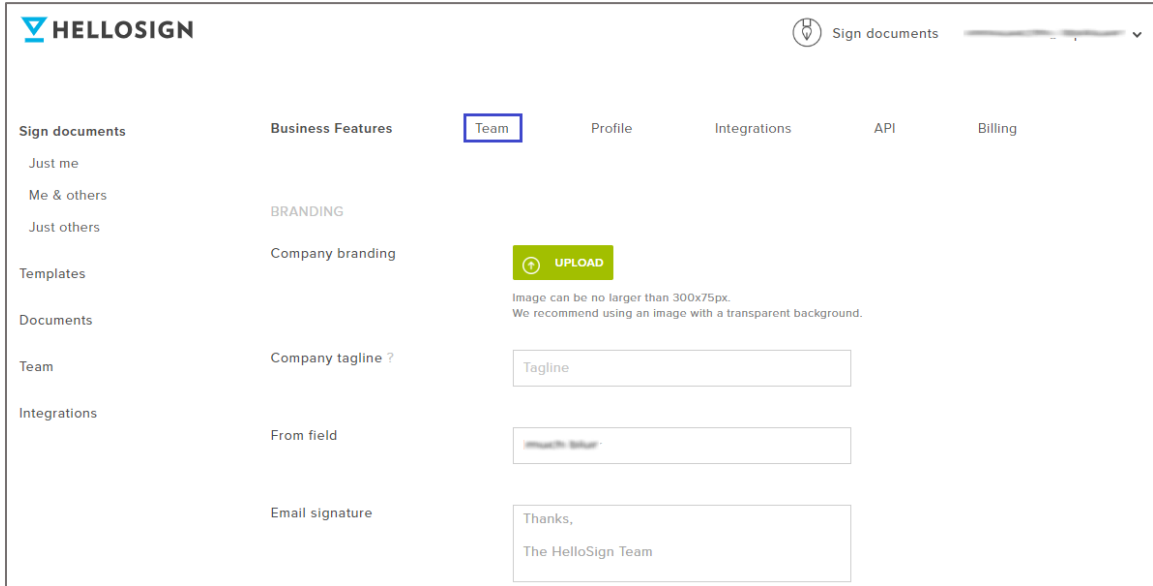 HELLOSIGN
Sign documents
Sign documents
Just me
Me & others
Just others
Templates
Documents
Team
Integrations
Business Features Team Profile Integrations API Billing
BRANDING
Company branding
UPLOAD
Image can be no larger than 300x75px.
We recommend using an image with a transparent background.
Company tagline ?
Tagline
From field
much blur
Email signature
Thanks,
The HelloSign Team